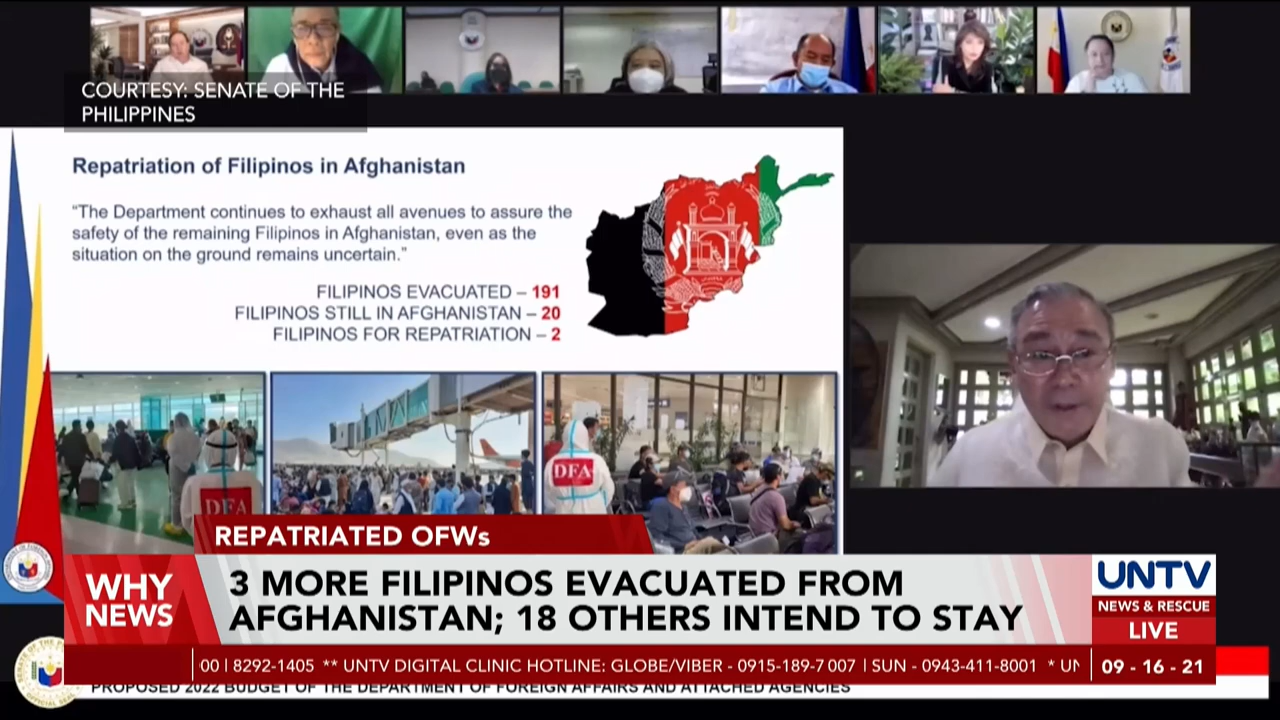 COURTESY: SENATE OF THE
PHILIPPINES
Repatriation of Filipinos in Afghanistan
“The Department continues to exhaust all avenues to assure the
safety of the remaining Filipinos in Afghanistan, even as the
situation on the ground remains uncertain.”
FILIPINOS EVACUATED – 191
FILIPINOS STILL IN AFGHANISTAN – 20
FILIPINOS FOR REPATRIATION – 2
DFA
DFA
REPATRIATED OFWs
WHY
NEWS
3 MORE FILIPINOS EVACUATED FROM
AFGHANISTAN; 18 OTHERS INTEND TO STAY
UNTV
NEWS & RESCUE
LIVE
00 | 8292-1405 ** UNTV DIGITAL CLINIC HOTLINE: GLOBE/VIBER - 0915-189-7007 | SUN - 0943-411-8001 * UN
09 - 16 - 21
PROPOSED 2022 BUDGET OF THE DEPARTMENT OF FOREIGN AFFAIRS AND ATTACHED AGENCIES